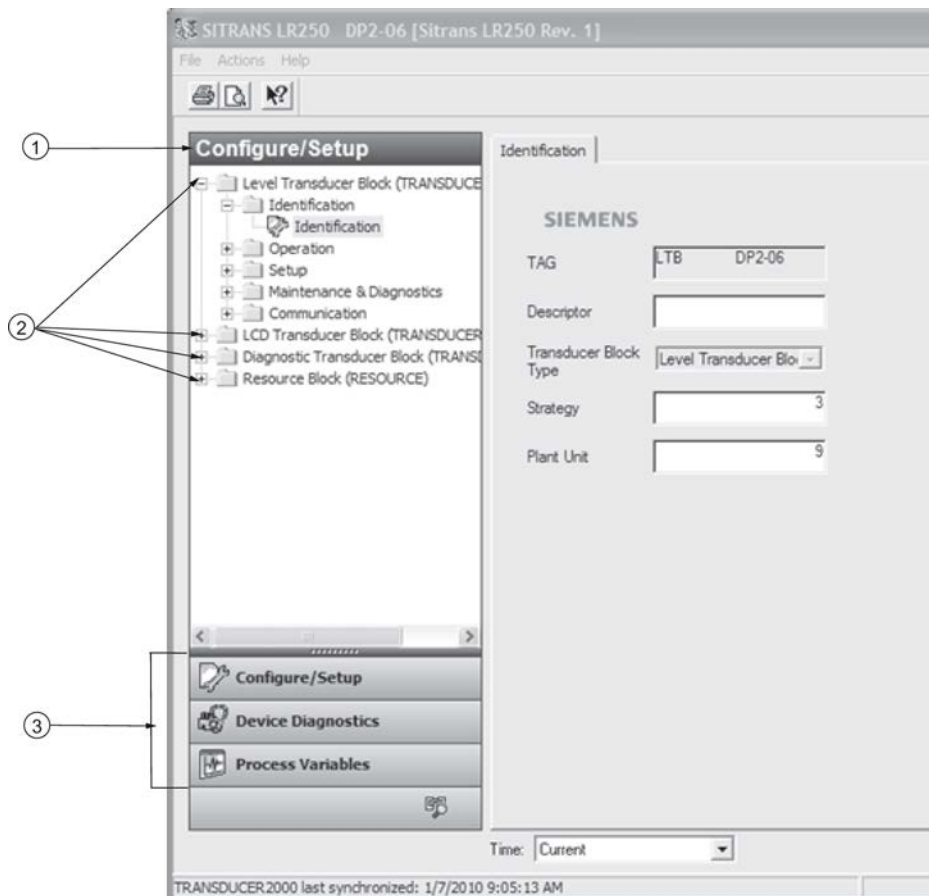 SITRANS LR250 DP2-06 [Sitrans LR250 Rev. 1]
File Actions Help
1
Configure/Setup
Identification
Level Transducer Block (TRANSDUCE
Identification
Identification
Operation
Setup
Maintenance & Diagnostics
Communication
2
LCD Transducer Block (TRANSDUCER
Diagnostic Transducer Block (TRANSD
Resource Block (RESOURCE)
SIEMENS
TAG LTB DP2-06
Descriptor
Transducer Block Type Level Transducer Blo
Strategy 3
Plant Unit 9
3
Configure/Setup
Device Diagnostics
Process Variables
Time: Current
TRANSDUCER2000 last synchronized: 1/7/2010 9:05:13 AM